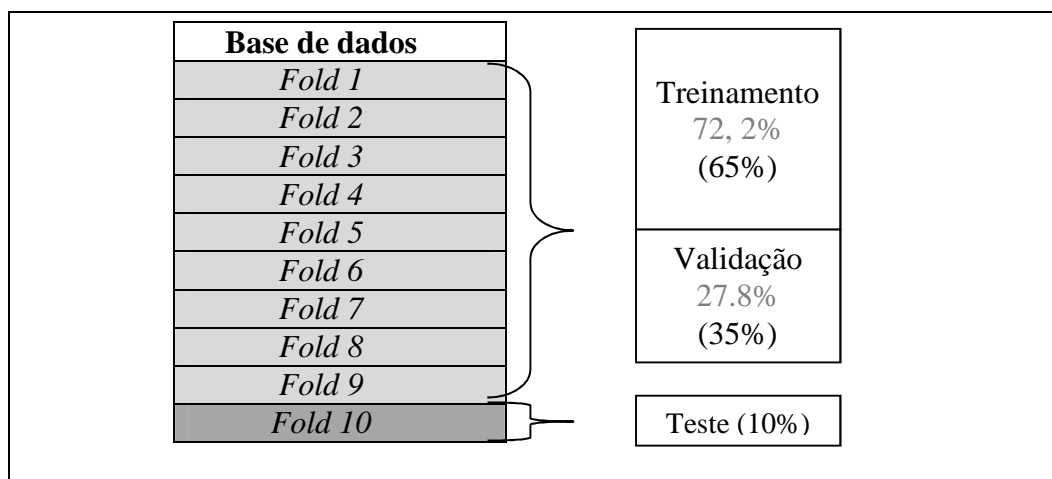 Base de dados
Fold 1
Fold 2
Fold 3
Fold 4
Fold 5
Fold 6
Fold 7
Fold 8
Fold 9
Fold 10
Treinamento
72, 2%
(65%)
Validação
27.8%
(35%)
Teste (10%)